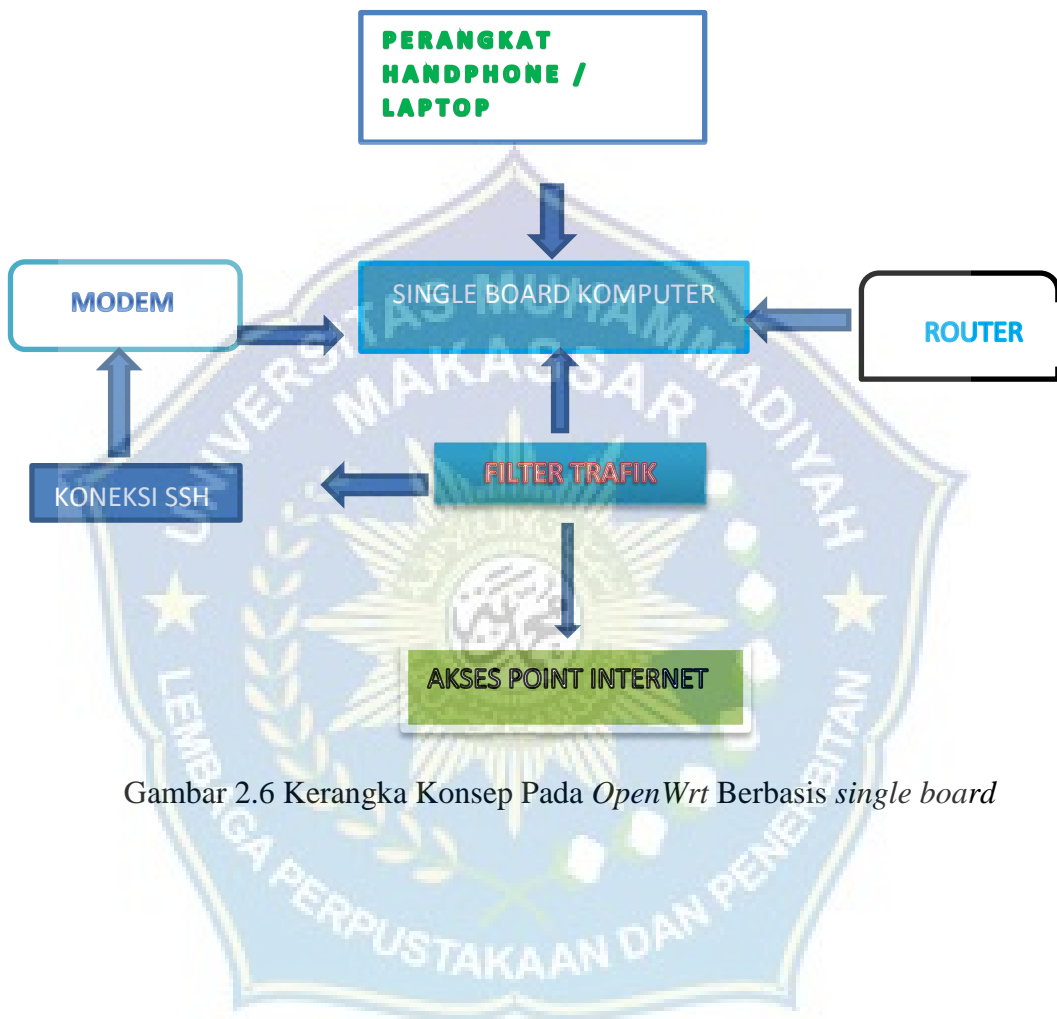 PERANGKAT
HANDPHONE /
LAPTOP
MODEM
SINGLE BOARD KOMPUTER
ROUTER
KONEKSI SSH
FILTER TRAFIK
AKSES POINT INTERNET
Gambar 2.6 Kerangka Konsep Pada OpenWrt Berbasis single board
UNIVERSITAS MUHAMMADIYAH
MAKASSAR
LEMBAGA PERPUSTAKAAN DAN PENERBITAN